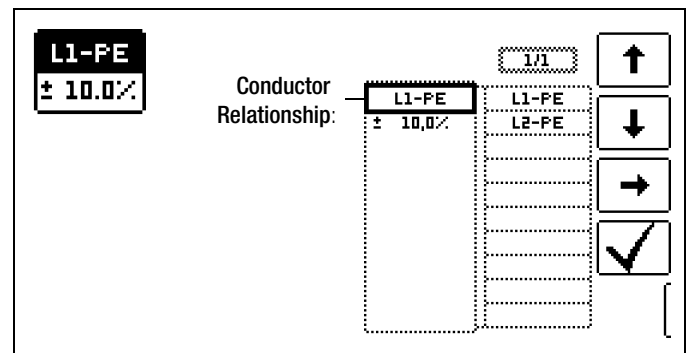 L1-PE
± 10.0%
Conductor
Relationship:
1/1
L1-PE
± 10,0%
L1-PE
L2-PE